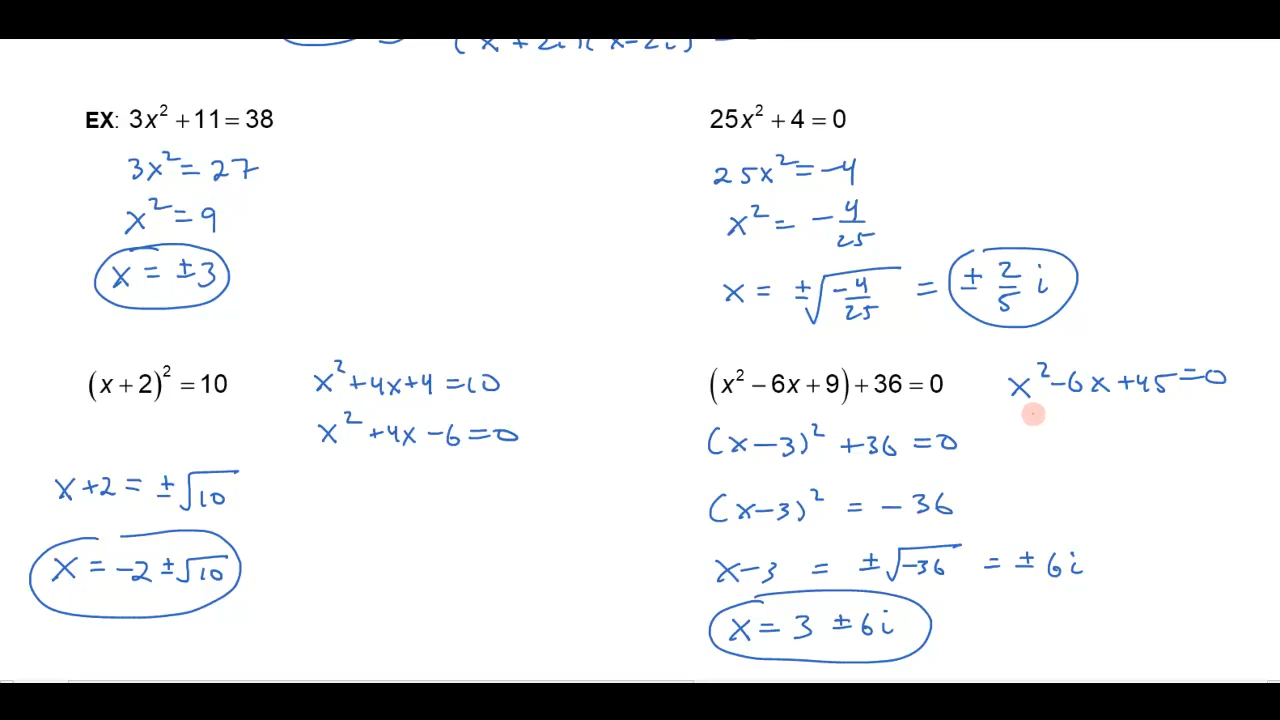 (x+2i)(x-2i)
EX: 3x² + 11 = 38
3x² = 27
x² = 9
x = ±3
25x² + 4 = 0
25x² = -4
x² = -4/25
x = ±√(-4/25) = ± 2/5 i
(x + 2)² = 10
x² + 4x + 4 = 10
x² + 4x - 6 = 0
x + 2 = ±√10
x = -2 ±√10
(x² - 6x + 9) + 36 = 0
x² - 6x + 45 = 0
(x - 3)² + 36 = 0
(x - 3)² = -36
x - 3 = ±√-36 = ± 6i
x = 3 ± 6i